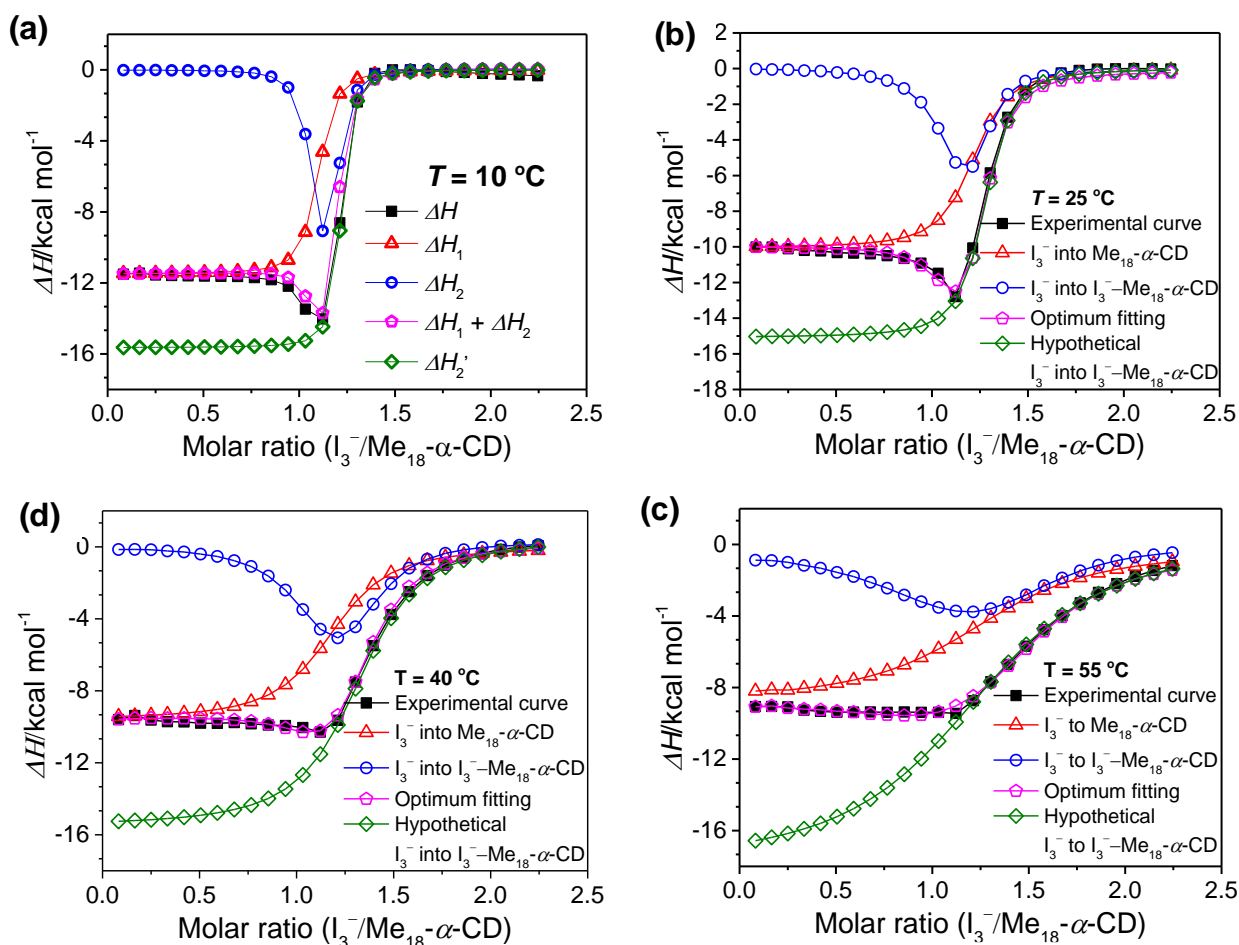 (a)
0
-4
-8
-12
-16
ΔH/kcal mol⁻¹
T = 10 ºC
ΔH
ΔH₁
ΔH₂
ΔH₁ + ΔH₂
ΔH₂’
0.0 0.5 1.0 1.5 2.0 2.5
Molar ratio (I₃⁻/Me₁₈-α-CD)
(b)
2
0
-2
-4
-6
-8
-10
-12
-14
-16
-18
ΔH/kcal mol⁻¹
T = 25 ºC
Experimental curve
I₃⁻ into Me₁₈-α-CD
I₃⁻ into I₃⁻–Me₁₈-α-CD
Optimum fitting
Hypothetical
I₃⁻ into I₃⁻–Me₁₈-α-CD
0.0 0.5 1.0 1.5 2.0 2.5
Molar ratio (I₃⁻/Me₁₈-α-CD)
(d)
0
-4
-8
-12
-16
ΔH/kcal mol⁻¹
T = 40 ºC
Experimental curve
I₃⁻ into Me₁₈-α-CD
I₃⁻ into I₃⁻–Me₁₈-α-CD
Optimum fitting
Hypothetical
I₃⁻ into I₃⁻–Me₁₈-α-CD
0.0 0.5 1.0 1.5 2.0 2.5
Molar ratio (I₃⁻/Me₁₈-α-CD)
(c)
0
-4
-8
-12
-16
ΔH/kcal mol⁻¹
T = 55 ºC
Experimental curve
I₃⁻ to Me₁₈-α-CD
I₃⁻ to I₃⁻–Me₁₈-α-CD
Optimum fitting
Hypothetical
I₃⁻ to I₃⁻–Me₁₈-α-CD
0.0 0.5 1.0 1.5 2.0 2.5
Molar ratio (I₃⁻/Me₁₈-α-CD)